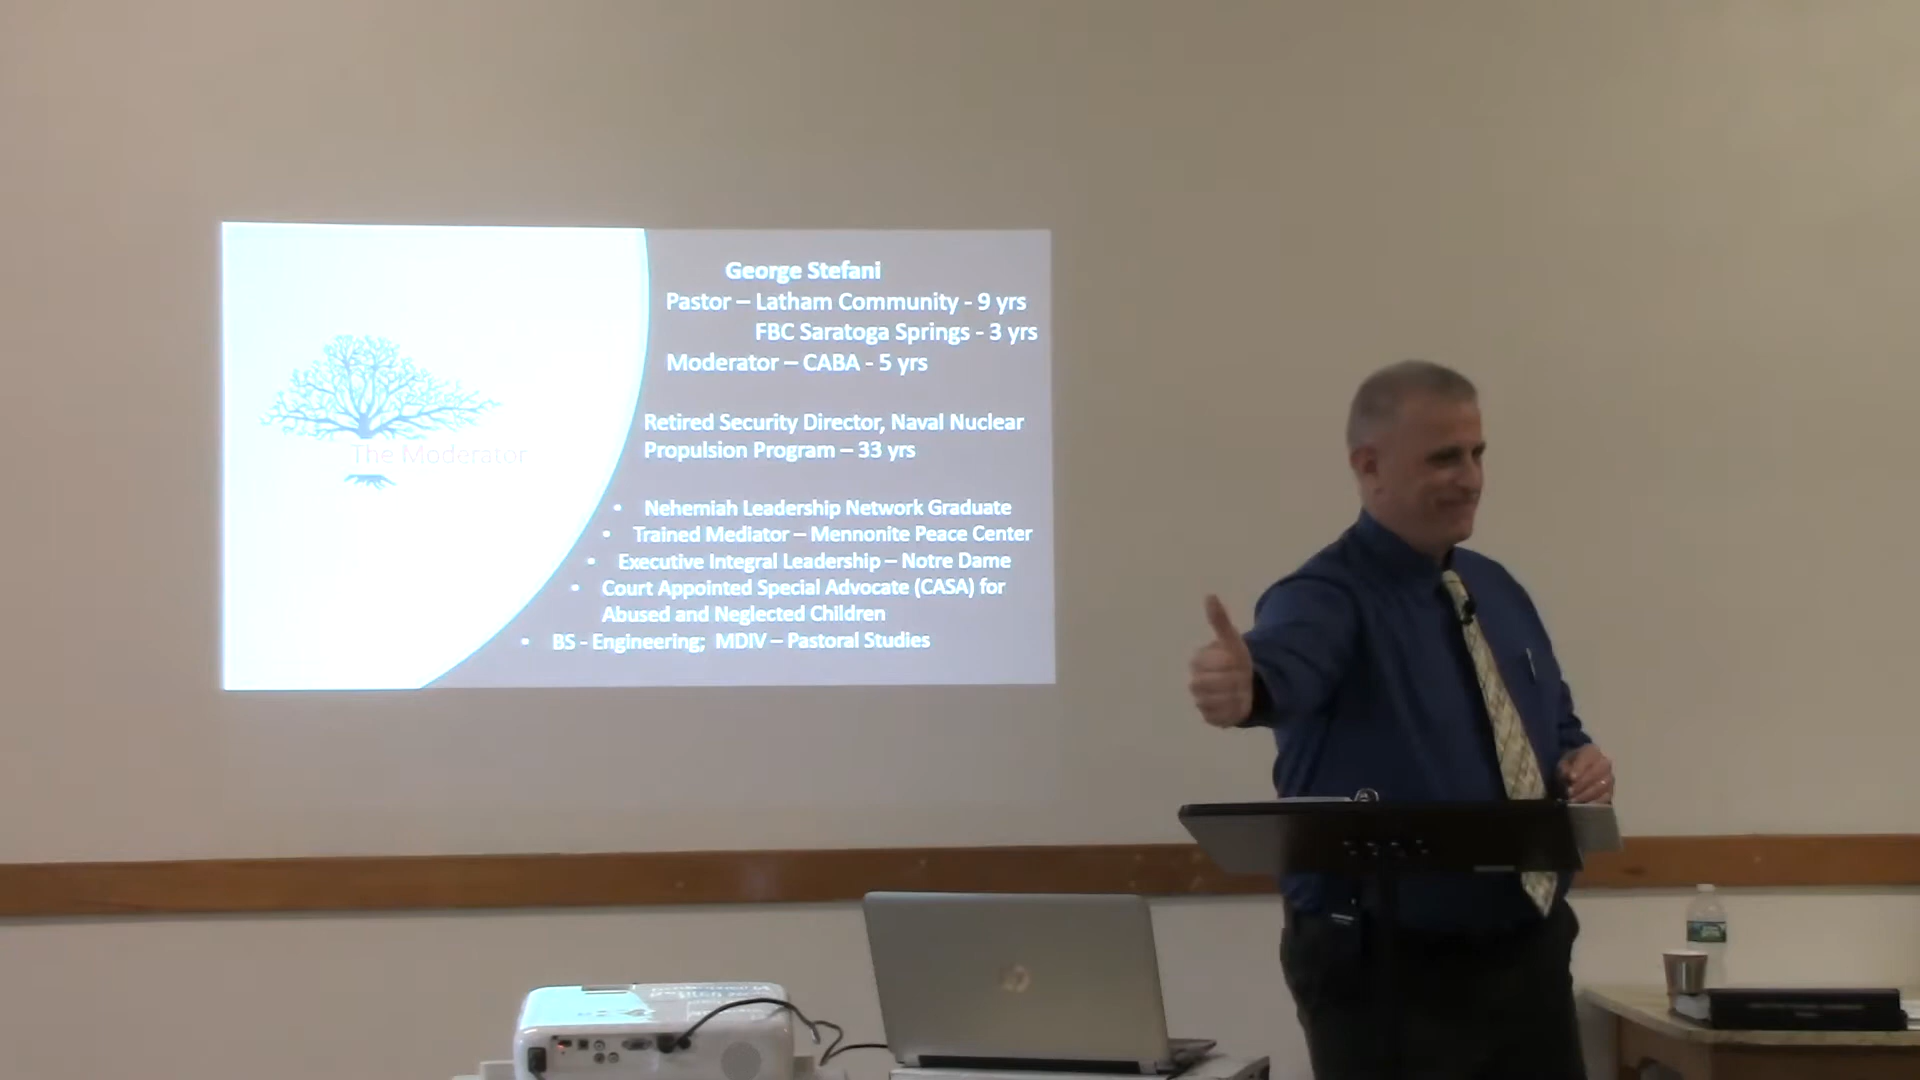 George Stefani
Pastor – Latham Community - 9 yrs
FBC Saratoga Springs - 3 yrs
Moderator – CABA - 5 yrs
Retired Security Director, Naval Nuclear
Propulsion Program – 33 yrs
The Moderator
• Nehemiah Leadership Network Graduate
• Trained Mediator – Mennonite Peace Center
• Executive Integral Leadership – Notre Dame
• Court Appointed Special Advocate (CASA) for
Abused and Neglected Children
• BS - Engineering; MDIV – Pastoral Studies
hp